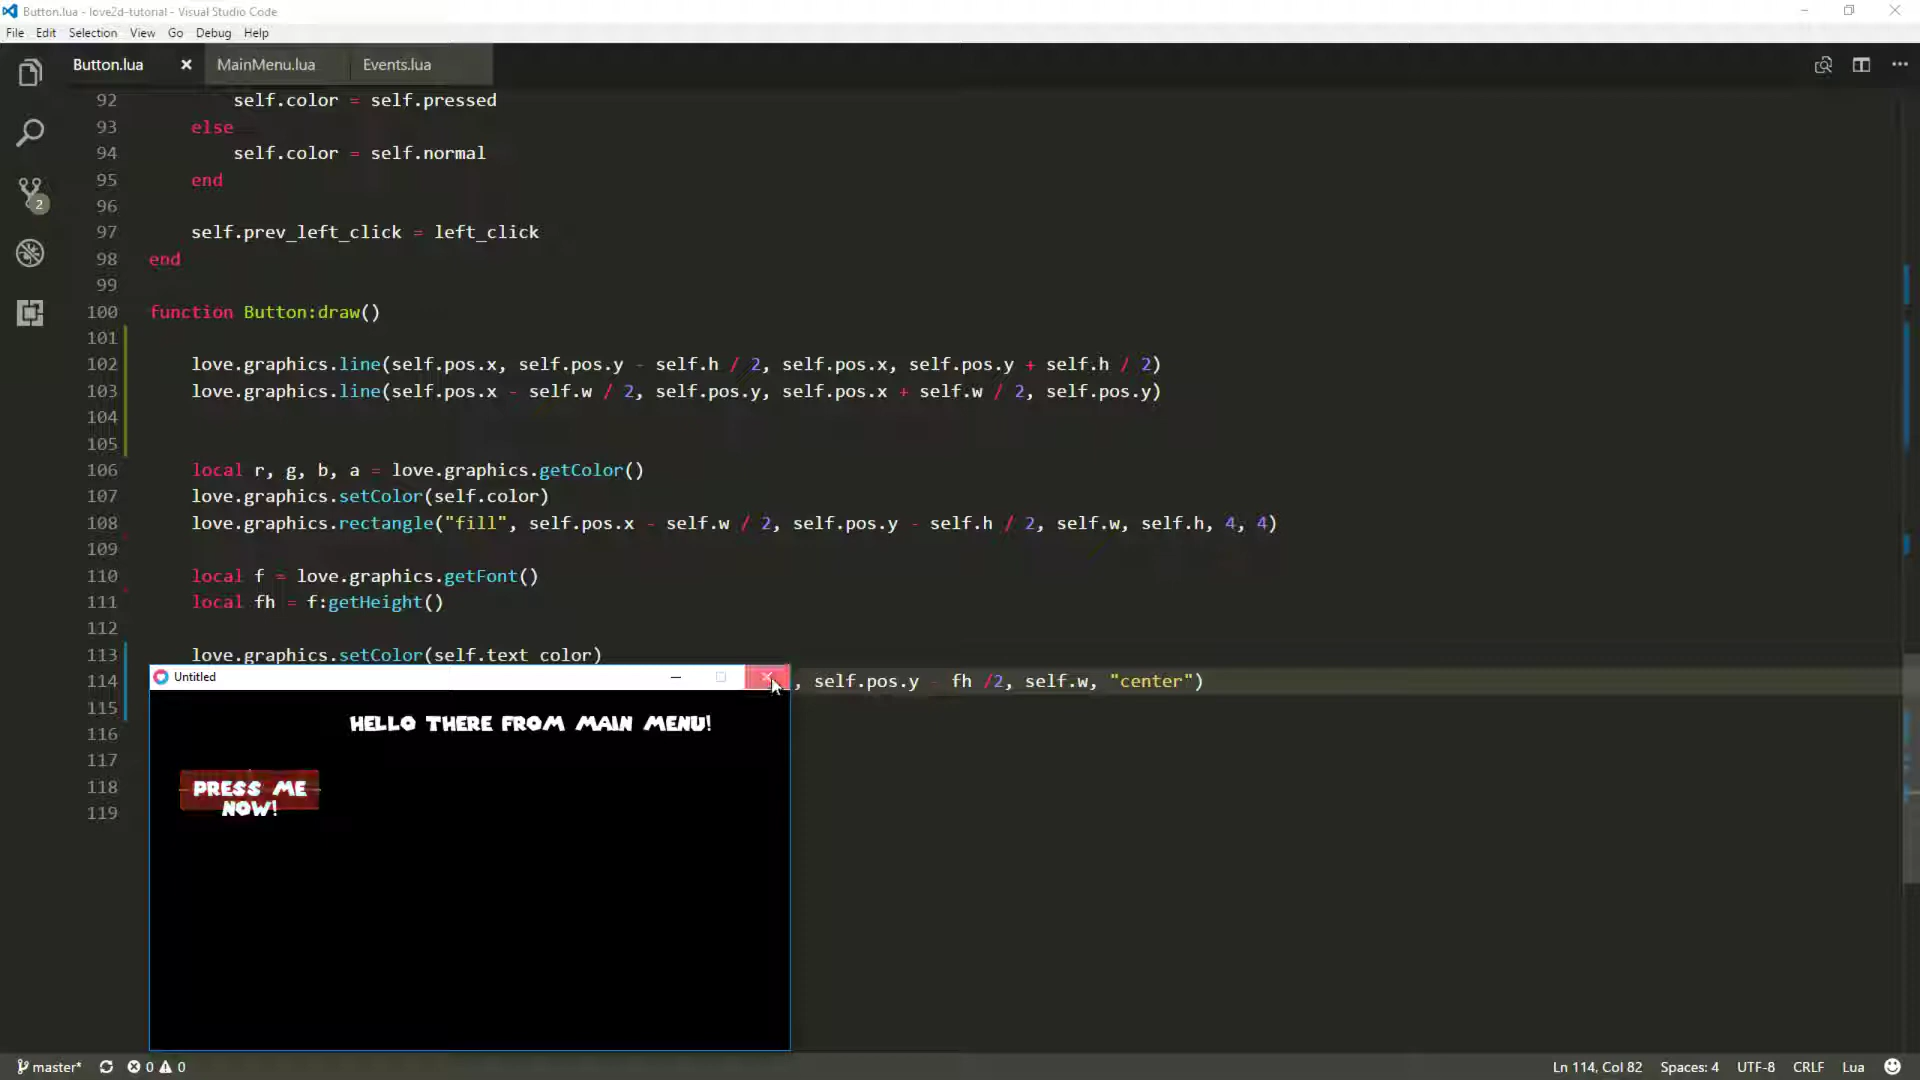 Button.lua - love2d-tutorial - Visual Studio Code
File Edit Selection View Go Debug Help
Button.lua MainMenu.lua Events.lua
92 self.color = self.pressed
93 else
94 self.color = self.normal
95 end
96
97 self.prev_left_click = left_click
98 end
99
100 function Button:draw()
101
102 love.graphics.line(self.pos.x, self.pos.y - self.h / 2, self.pos.x, self.pos.y + self.h / 2)
103 love.graphics.line(self.pos.x - self.w / 2, self.pos.y, self.pos.x + self.w / 2, self.pos.y)
104
105
106 local r, g, b, a = love.graphics.getColor()
107 love.graphics.setColor(self.color)
108 love.graphics.rectangle("fill", self.pos.x - self.w / 2, self.pos.y - self.h / 2, self.w, self.h, 4, 4)
109
110 local f = love.graphics.getFont()
111 local fh = f:getHeight()
112
113 love.graphics.setColor(self.text_color)
114 , self.pos.y - fh /2, self.w, "center")
115
116
117
118
119
Untitled
HELLO THERE FROM MAIN MENU!
PRESS ME
NOW!
2
master* 0 0 Ln 114, Col 82 Spaces: 4 UTF-8 CRLF Lua